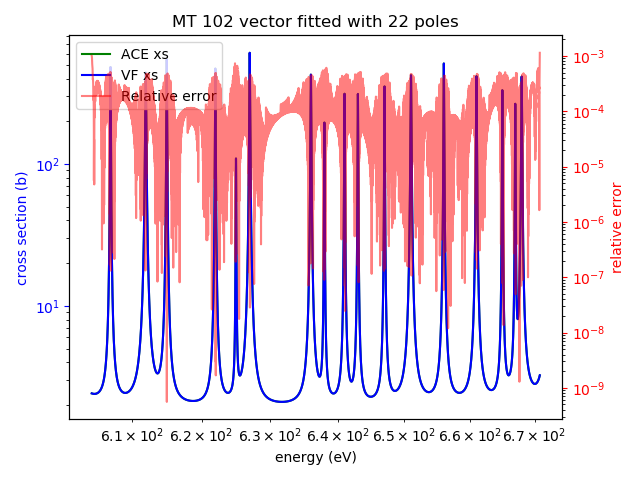 MT 102 vector fitted with 22 poles
ACE xs
VF xs
Relative error
cross section (b)
10²
10¹
relative error
10⁻³
10⁻⁴
10⁻⁵
10⁻⁶
10⁻⁷
10⁻⁸
10⁻⁹
6.1 × 10² 6.2 × 10² 6.3 × 10² 6.4 × 10² 6.5 × 10² 6.6 × 10² 6.7 × 10²
energy (eV)